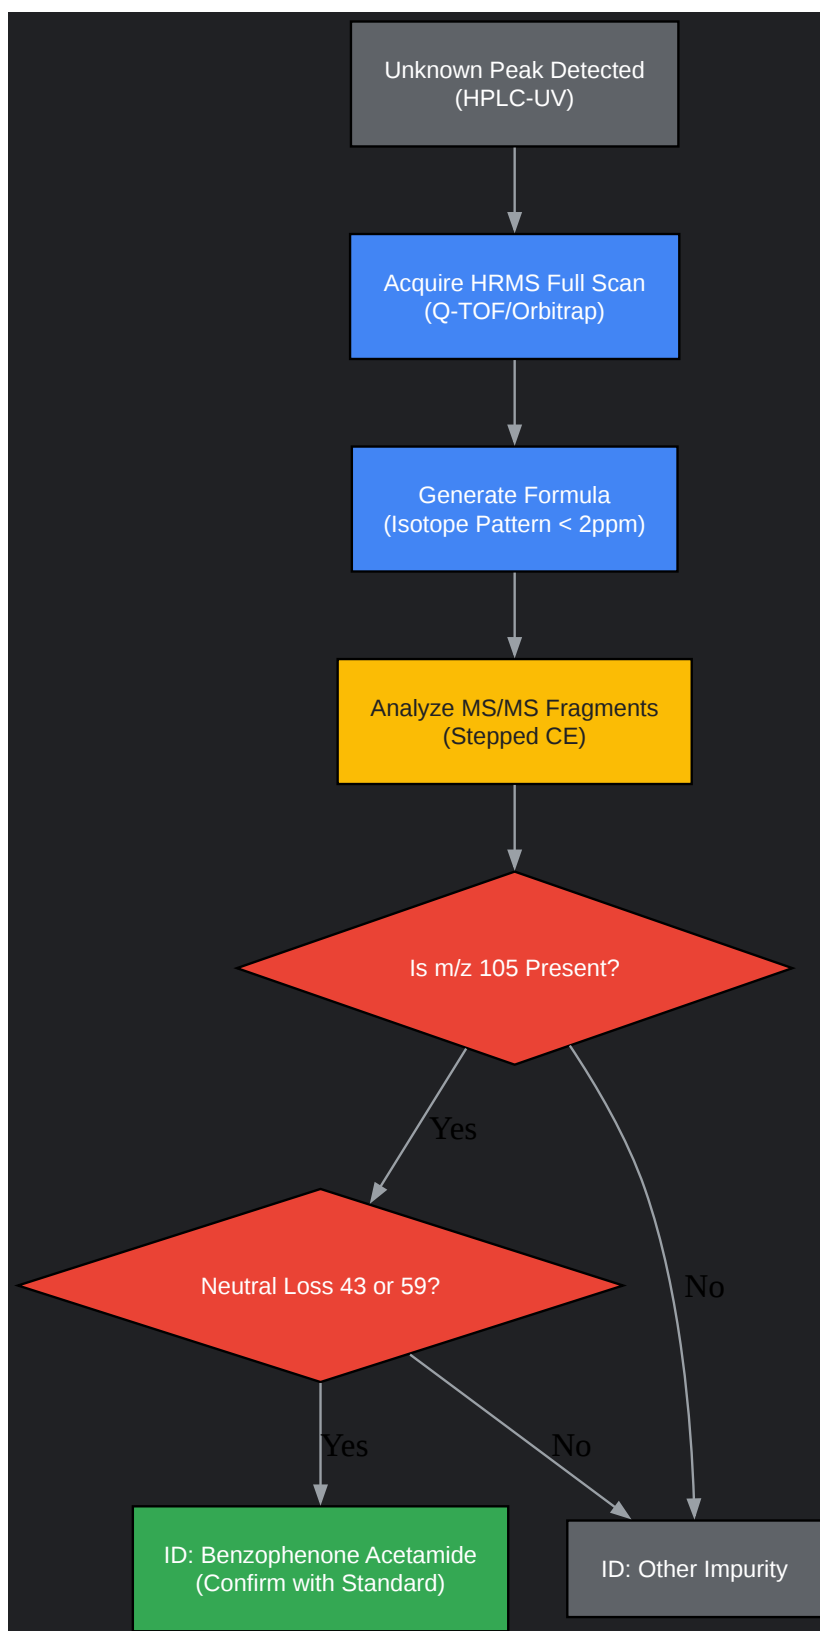 Unknown Peak Detected
(HPLC-UV)
Acquire HRMS Full Scan
(Q-TOF/Orbitrap)
Generate Formula
(Isotope Pattern < 2ppm)
Analyze MS/MS Fragments
(Stepped CE)
Is m/z 105 Present?
Yes
Neutral Loss 43 or 59?
No
Yes
No
ID: Benzophenone Acetamide
(Confirm with Standard)
ID: Other Impurity